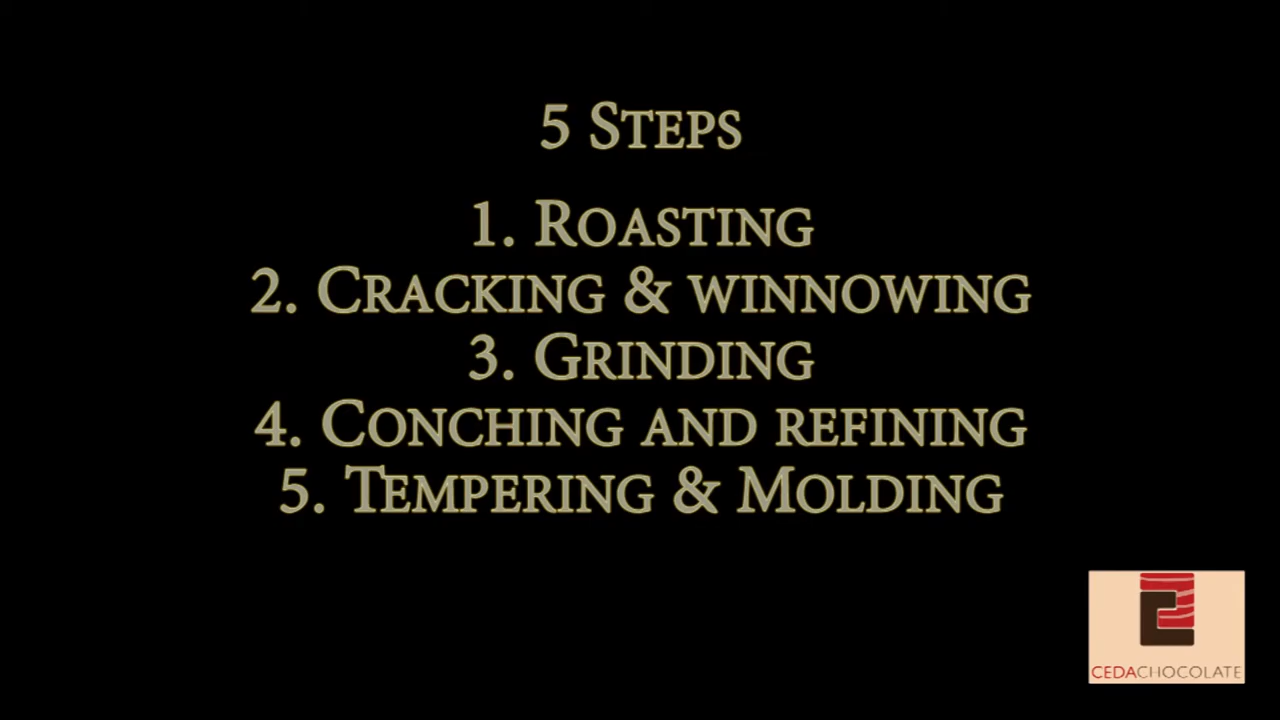 5 Steps
1. Roasting
2. Cracking & winnowing
3. Grinding
4. Conching and refining
5. Tempering & Molding
CEDACHOCOLATE